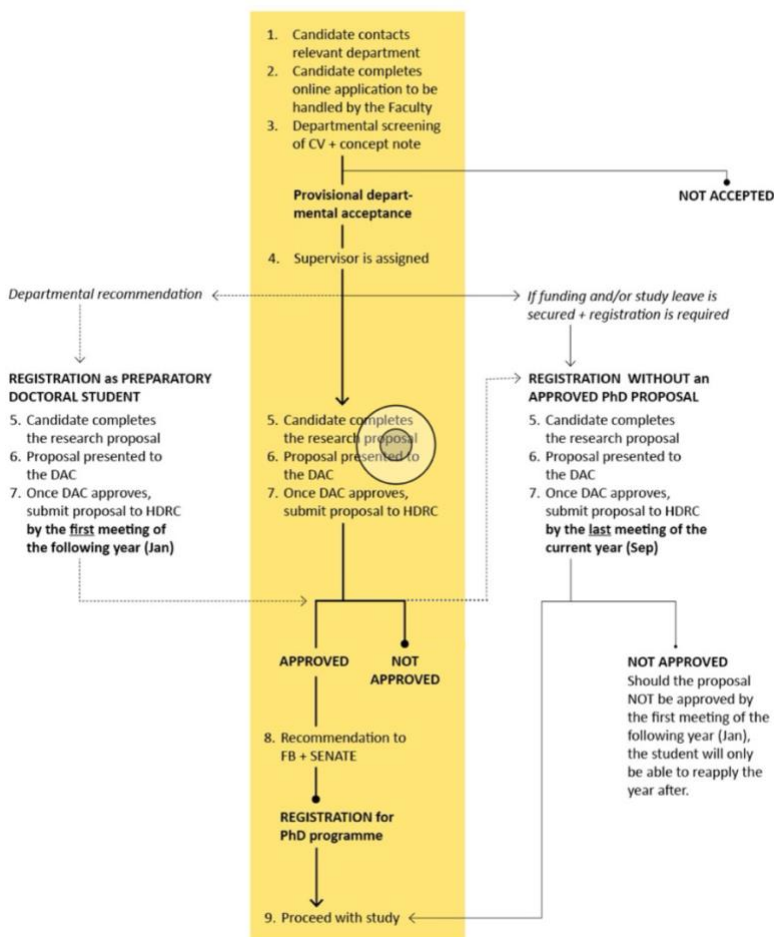 1. Candidate contacts
relevant department
2. Candidate completes
online application to be
handled by the Faculty
3. Departmental screening
of CV + concept note
NOT ACCEPTED
Provisional depart-
mental acceptance
4. Supervisor is assigned
Departmental recommendation
If funding and/or study leave is
secured + registration is required
REGISTRATION as PREPARATORY
DOCTORAL STUDENT
5. Candidate completes
the research proposal
6. Proposal presented to
the DAC
7. Once DAC approves,
submit proposal to HDRC
by the first meeting of
the following year (Jan)
5. Candidate completes
the research proposal
6. Proposal presented to
the DAC
7. Once DAC approves,
submit proposal to HDRC
REGISTRATION WITHOUT an
APPROVED PhD PROPOSAL
5. Candidate completes
the research proposal
6. Proposal presented to
the DAC
7. Once DAC approves,
submit proposal to HDRC
by the last meeting of the
current year (Sep)
APPROVED
NOT
APPROVED
NOT APPROVED
Should the proposal
NOT be approved by
the first meeting of the
following year (Jan),
the student will only
be able to reapply the
year after.
8. Recommendation to
FB + SENATE
REGISTRATION for
PhD programme
9. Proceed with study